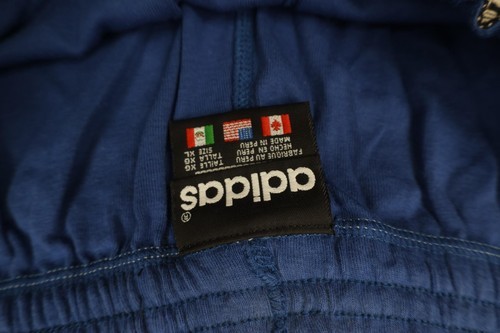 adidas
®
FABRIQUE AU PERU
HECHO EN PERU
MADE IN PERU
TAILLE XG
TALLA XG
SIZE XL